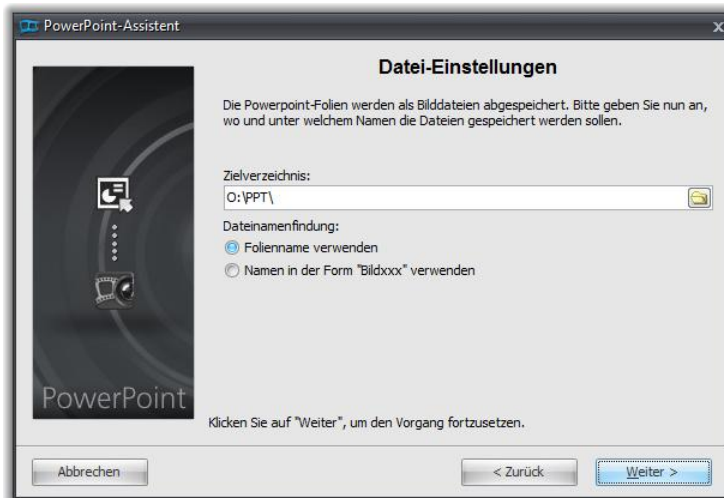 PowerPoint-Assistent
x
Datei-Einstellungen
Die Powerpoint-Folien werden als Bilddateien abgespeichert. Bitte geben Sie nun an,
wo und unter welchem Namen die Dateien gespeichert werden sollen.
Zielverzeichnis:
O:\PPT\
Dateinamenfindung:
Folienname verwenden
Namen in der Form "Bildxxx" verwenden
PowerPoint
Klicken Sie auf "Weiter", um den Vorgang fortzusetzen.
Abbrechen
< Zurück
Weiter >